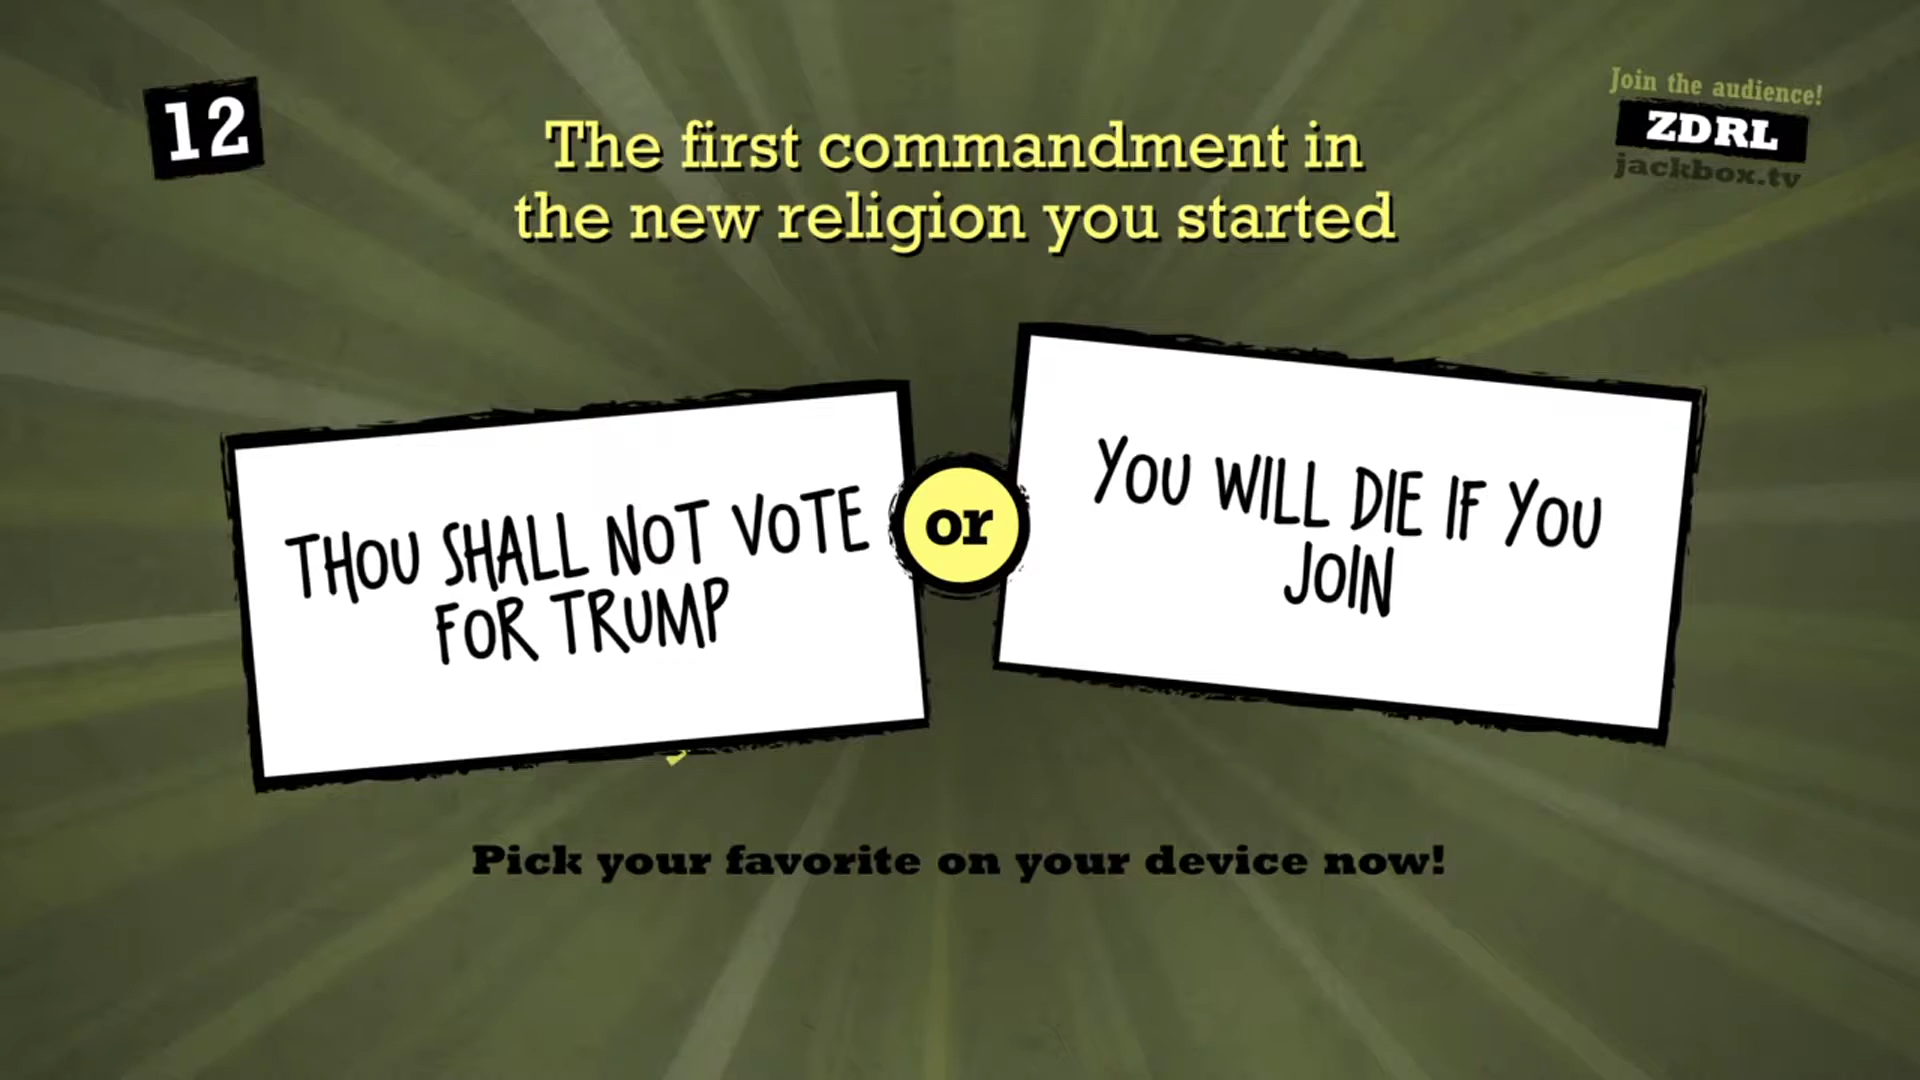 12
The first commandment in
the new religion you started
Join the audience!
ZDRL
jackbox.tv
THOU SHALL NOT VOTE
FOR TRUMP
or
YOU WILL DIE IF YOU
JOIN
Pick your favorite on your device now!